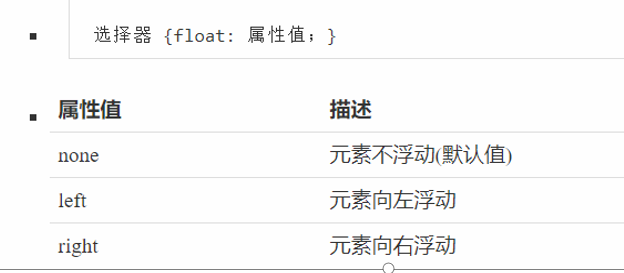 选择器 {float: 属性值；}
属性值 描述
none 元素不浮动(默认值)
left 元素向左浮动
right 元素向右浮动